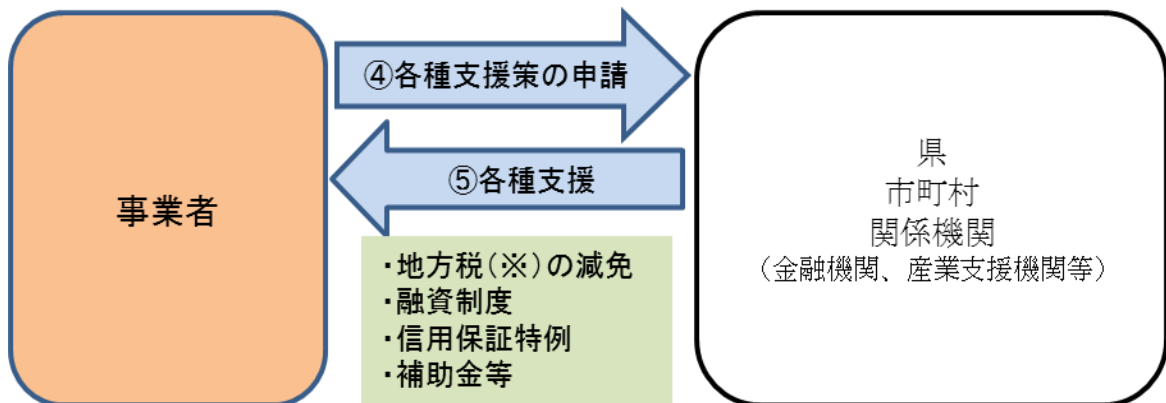 事業者
④各種支援策の申請
⑤各種支援
・地方税(※)の減免
・融資制度
・信用保証特例
・補助金等
県
市町村
関係機関
（金融機関、産業支援機関等）